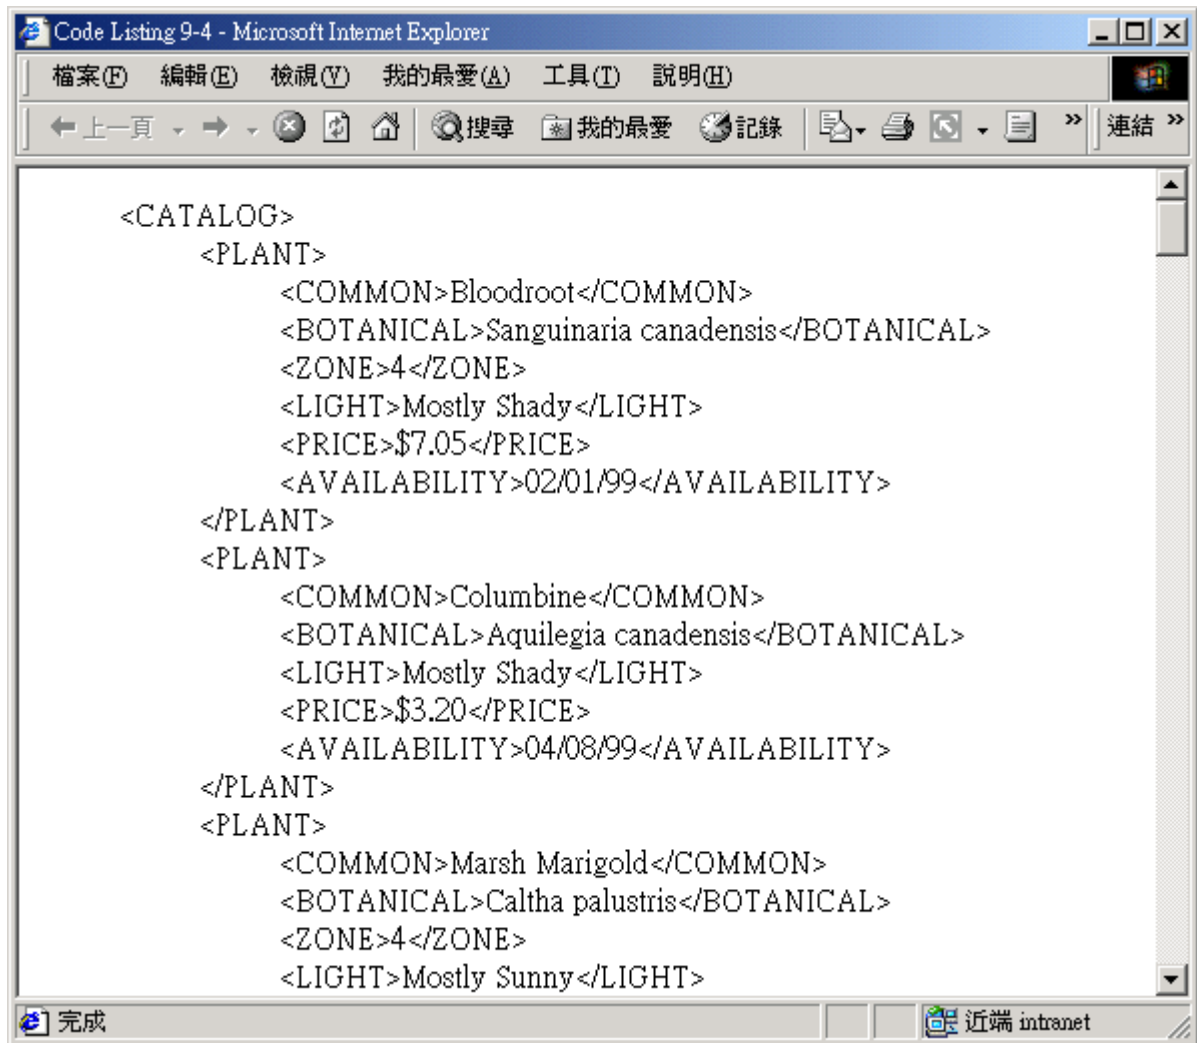 Code Listing 9-4 - Microsoft Internet Explorer
檔案(F) 編輯(E) 檢視(V) 我的最愛(A) 工具(T) 說明(H)
上一頁 搜尋 我的最愛 記錄 » 連結 »
<CATALOG>
<PLANT>
<COMMON>Bloodroot</COMMON>
<BOTANICAL>Sanguinaria canadensis</BOTANICAL>
<ZONE>4</ZONE>
<LIGHT>Mostly Shady</LIGHT>
<PRICE>$7.05</PRICE>
<AVAILABILITY>02/01/99</AVAILABILITY>
</PLANT>
<PLANT>
<COMMON>Columbine</COMMON>
<BOTANICAL>Aquilegia canadensis</BOTANICAL>
<LIGHT>Mostly Shady</LIGHT>
<PRICE>$3.20</PRICE>
<AVAILABILITY>04/08/99</AVAILABILITY>
</PLANT>
<PLANT>
<COMMON>Marsh Marigold</COMMON>
<BOTANICAL>Caltha palustris</BOTANICAL>
<ZONE>4</ZONE>
<LIGHT>Mostly Sunny</LIGHT>
完成 近端 intranet